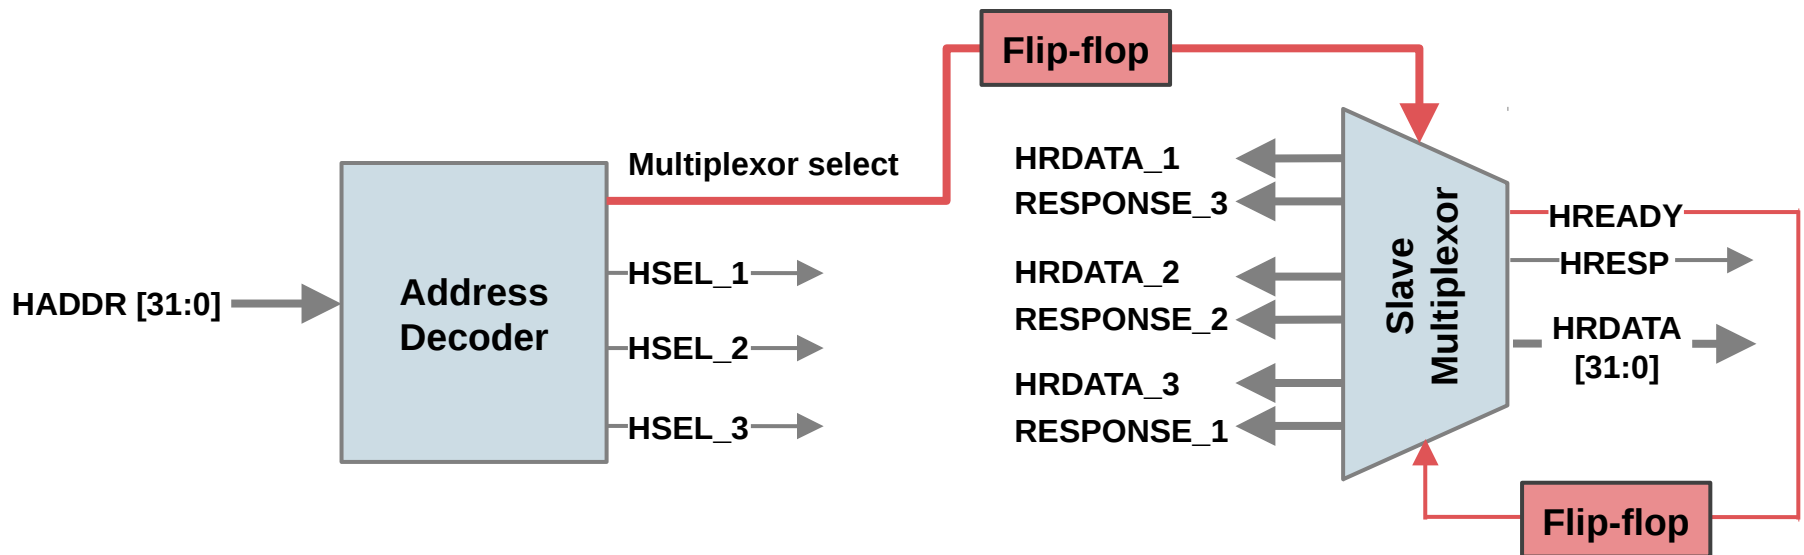 Flip-flop
Multiplexor select
HADDR [31:0]
Address
Decoder
HSEL_1
HSEL_2
HSEL_3
HRDATA_1
RESPONSE_3
HRDATA_2
RESPONSE_2
HRDATA_3
RESPONSE_1
Slave
Multiplexor
HREADY
HRESP
HRDATA
[31:0]
Flip-flop